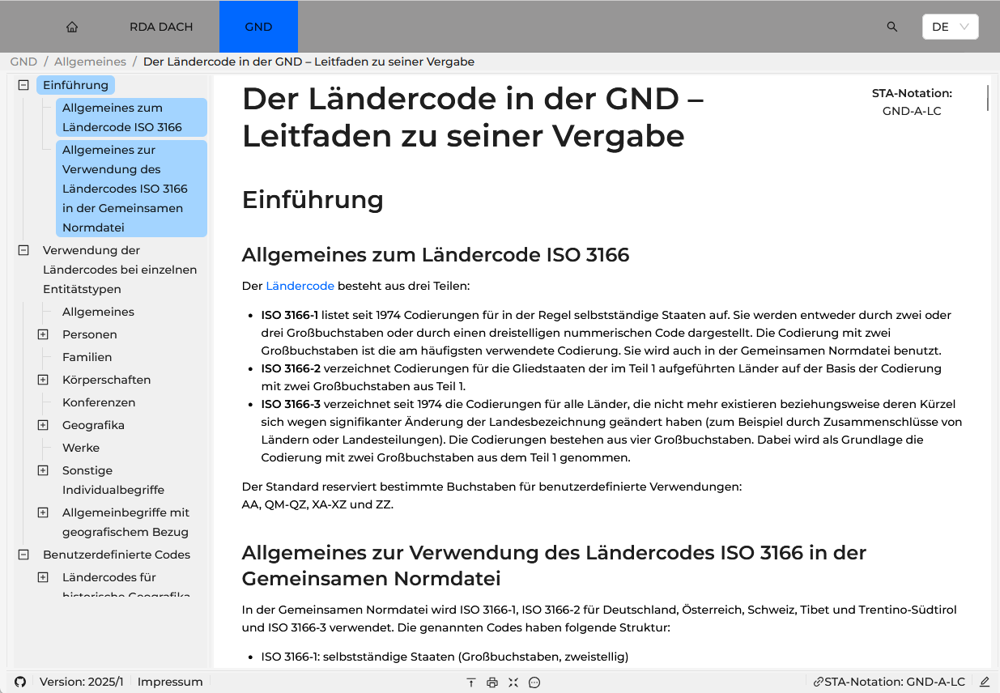 RDA DACH
GND
DE
GND / Allgemeines / Der Ländercode in der GND – Leitfaden zu seiner Vergabe
Einführung
Allgemeines zum
Ländercode ISO 3166
Allgemeines zur
Verwendung des
Ländercodes ISO 3166
in der Gemeinsamen
Normdatei
Verwendung der
Ländercodes bei einzelnen
Entitätstypen
Allgemeines
Personen
Familien
Körperschaften
Konferenzen
Geografika
Werke
Sonstige
Individualbegriffe
Allgemeinbegriffe mit
geografischem Bezug
Benutzerdefinierte Codes
Ländercodes für
historische Geografika
Der Ländercode in der GND –
Leitfaden zu seiner Vergabe
STA-Notation:
GND-A-LC
Einführung
Allgemeines zum Ländercode ISO 3166
Der Ländercode besteht aus drei Teilen:
• ISO 3166-1 listet seit 1974 Codierungen für in der Regel selbstständige Staaten auf. Sie werden entweder durch zwei oder
drei Großbuchstaben oder durch einen dreistelligen nummerischen Code dargestellt. Die Codierung mit zwei
Großbuchstaben ist die am häufigsten verwendete Codierung. Sie wird auch in der Gemeinsamen Normdatei benutzt.
• ISO 3166-2 verzeichnet Codierungen für die Gliedstaaten der im Teil 1 aufgeführten Länder auf der Basis der Codierung
mit zwei Großbuchstaben aus Teil 1.
• ISO 3166-3 verzeichnet seit 1974 die Codierungen für alle Länder, die nicht mehr existieren beziehungsweise deren Kürzel
sich wegen signifikanter Änderung der Landesbezeichnung geändert haben (zum Beispiel durch Zusammenschlüsse von
Ländern oder Landesteilungen). Die Codierungen bestehen aus vier Großbuchstaben. Dabei wird als Grundlage die
Codierung mit zwei Großbuchstaben aus dem Teil 1 genommen.
Der Standard reserviert bestimmte Buchstaben für benutzerdefinierte Verwendungen:
AA, QM-QZ, XA-XZ und ZZ.
Allgemeines zur Verwendung des Ländercodes ISO 3166 in der
Gemeinsamen Normdatei
In der Gemeinsamen Normdatei wird ISO 3166-1, ISO 3166-2 für Deutschland, Österreich, Schweiz, Tibet und Trentino-Südtirol
und ISO 3166-3 verwendet. Die genannten Codes haben folgende Struktur:
• ISO 3166-1: selbstständige Staaten (Großbuchstaben, zweistellig)
Version: 2025/1
Impressum
STA-Notation: GND-A-LC